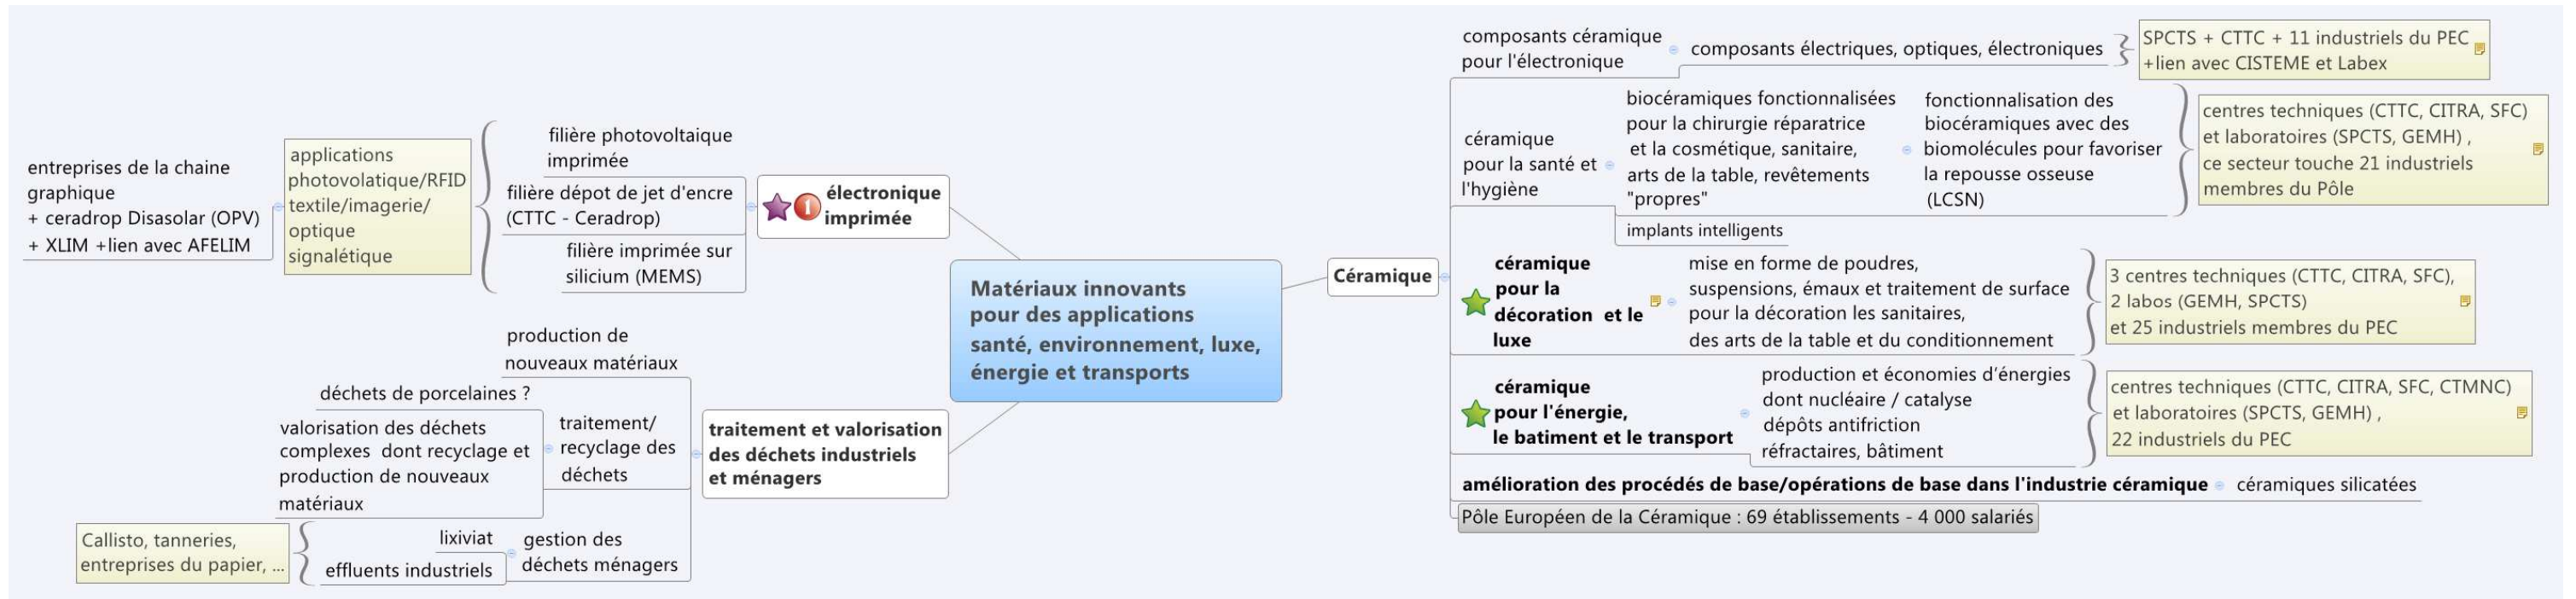 Matériaux innovants
pour des applications
santé, environnement, luxe,
énergie et transports
électronique
imprimée
1
filière photovoltaique
imprimée
filière dépot de jet d'encre
(CTTC - Ceradrop)
filière imprimée sur
silicium (MEMS)
applications
photovolatique/RFID
textile/imagerie/
optique
signalétique
entreprises de la chaine
graphique
+ ceradrop Disasolar (OPV)
+ XLIM +lien avec AFELIM
traitement et valorisation
des déchets industriels
et ménagers
production de
nouveaux matériaux
traitement/
recyclage des
déchets
déchets de porcelaines ?
valorisation des déchets
complexes dont recyclage et
production de nouveaux
matériaux
gestion des
déchets ménagers
lixiviat
effluents industriels
Callisto, tanneries,
entreprises du papier, ...
Céramique
composants céramique
pour l'électronique
composants électriques, optiques, électroniques
SPCTS + CTTC + 11 industriels du PEC
+lien avec CISTEME et Labex
céramique
pour la santé et
l'hygiène
biocéramiques fonctionnalisées
pour la chirurgie réparatrice
et la cosmétique, sanitaire,
arts de la table, revêtements
"propres"
fonctionnalisation des
biocéramiques avec des
biomolécules pour favoriser
la repousse osseuse
(LCSN)
centres techniques (CTTC, CITRA, SFC)
et laboratoires (SPCTS, GEMH) ,
ce secteur touche 21 industriels
membres du Pôle
implants intelligents
céramique
pour la
décoration et le
luxe
mise en forme de poudres,
suspensions, émaux et traitement de surface
pour la décoration les sanitaires,
des arts de la table et du conditionnement
3 centres techniques (CTTC, CITRA, SFC),
2 labos (GEMH, SPCTS)
et 25 industriels membres du PEC
céramique
pour l'énergie,
le batiment et le transport
production et économies d'énergies
dont nucléaire / catalyse
dépôts antifriction
réfractaires, bâtiment
centres techniques (CTTC, CITRA, SFC, CTMNC)
et laboratoires (SPCTS, GEMH) ,
22 industriels du PEC
amélioration des procédés de base/opérations de base dans l'industrie céramique
céramiques silicatées
Pôle Européen de la Céramique : 69 établissements - 4 000 salariés